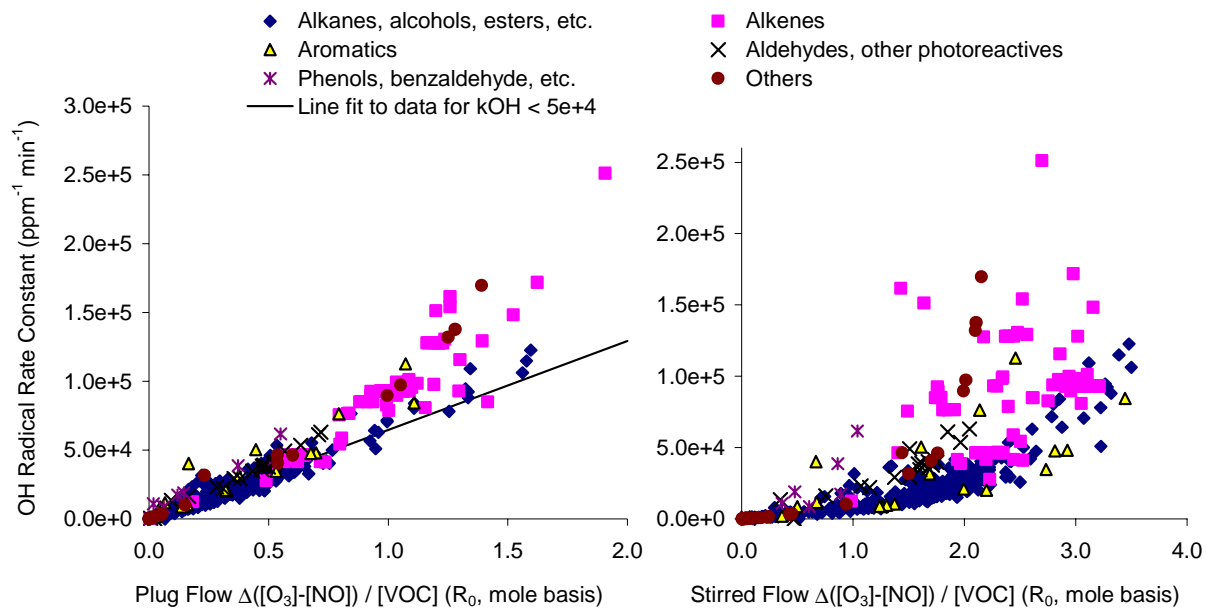 Alkanes, alcohols, esters, etc.
Alkenes
Aromatics
Aldehydes, other photoreactives
Phenols, benzaldehyde, etc.
Others
Line fit to data for kOH < 5e+4
OH Radical Rate Constant (ppm⁻¹ min⁻¹)
3.0e+5
2.5e+5
2.0e+5
1.5e+5
1.0e+5
5.0e+4
0.0e+0
0.0 0.5 1.0 1.5 2.0
Plug Flow Δ([O₃]-[NO]) / [VOC] (R₀, mole basis)
2.5e+5
2.0e+5
1.5e+5
1.0e+5
5.0e+4
0.0e+0
0.0 1.0 2.0 3.0 4.0
Stirred Flow Δ([O₃]-[NO]) / [VOC] (R₀, mole basis)